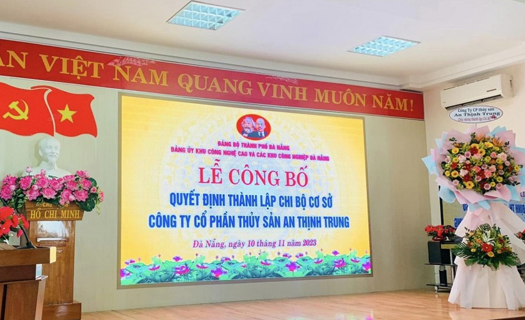 ẢN VIỆT NAM QUANG VINH MUÔN NĂM!
ĐẢNG BỘ THÀNH PHỐ ĐÀ NẴNG
ĐẢNG ỦY KHU CÔNG NGHỆ CAO VÀ CÁC KHU CÔNG NGHIỆP ĐÀ NẴNG
LỄ CÔNG BỐ
QUYẾT ĐỊNH THÀNH LẬP CHI BỘ CƠ SỞ
CÔNG TY CỔ PHẦN THỦY SẢN AN THỊNH TRUNG
Đà Nẵng, ngày 10 tháng 11 năm 2023
HỒ CHÍ MINH
An Thịnh Trung